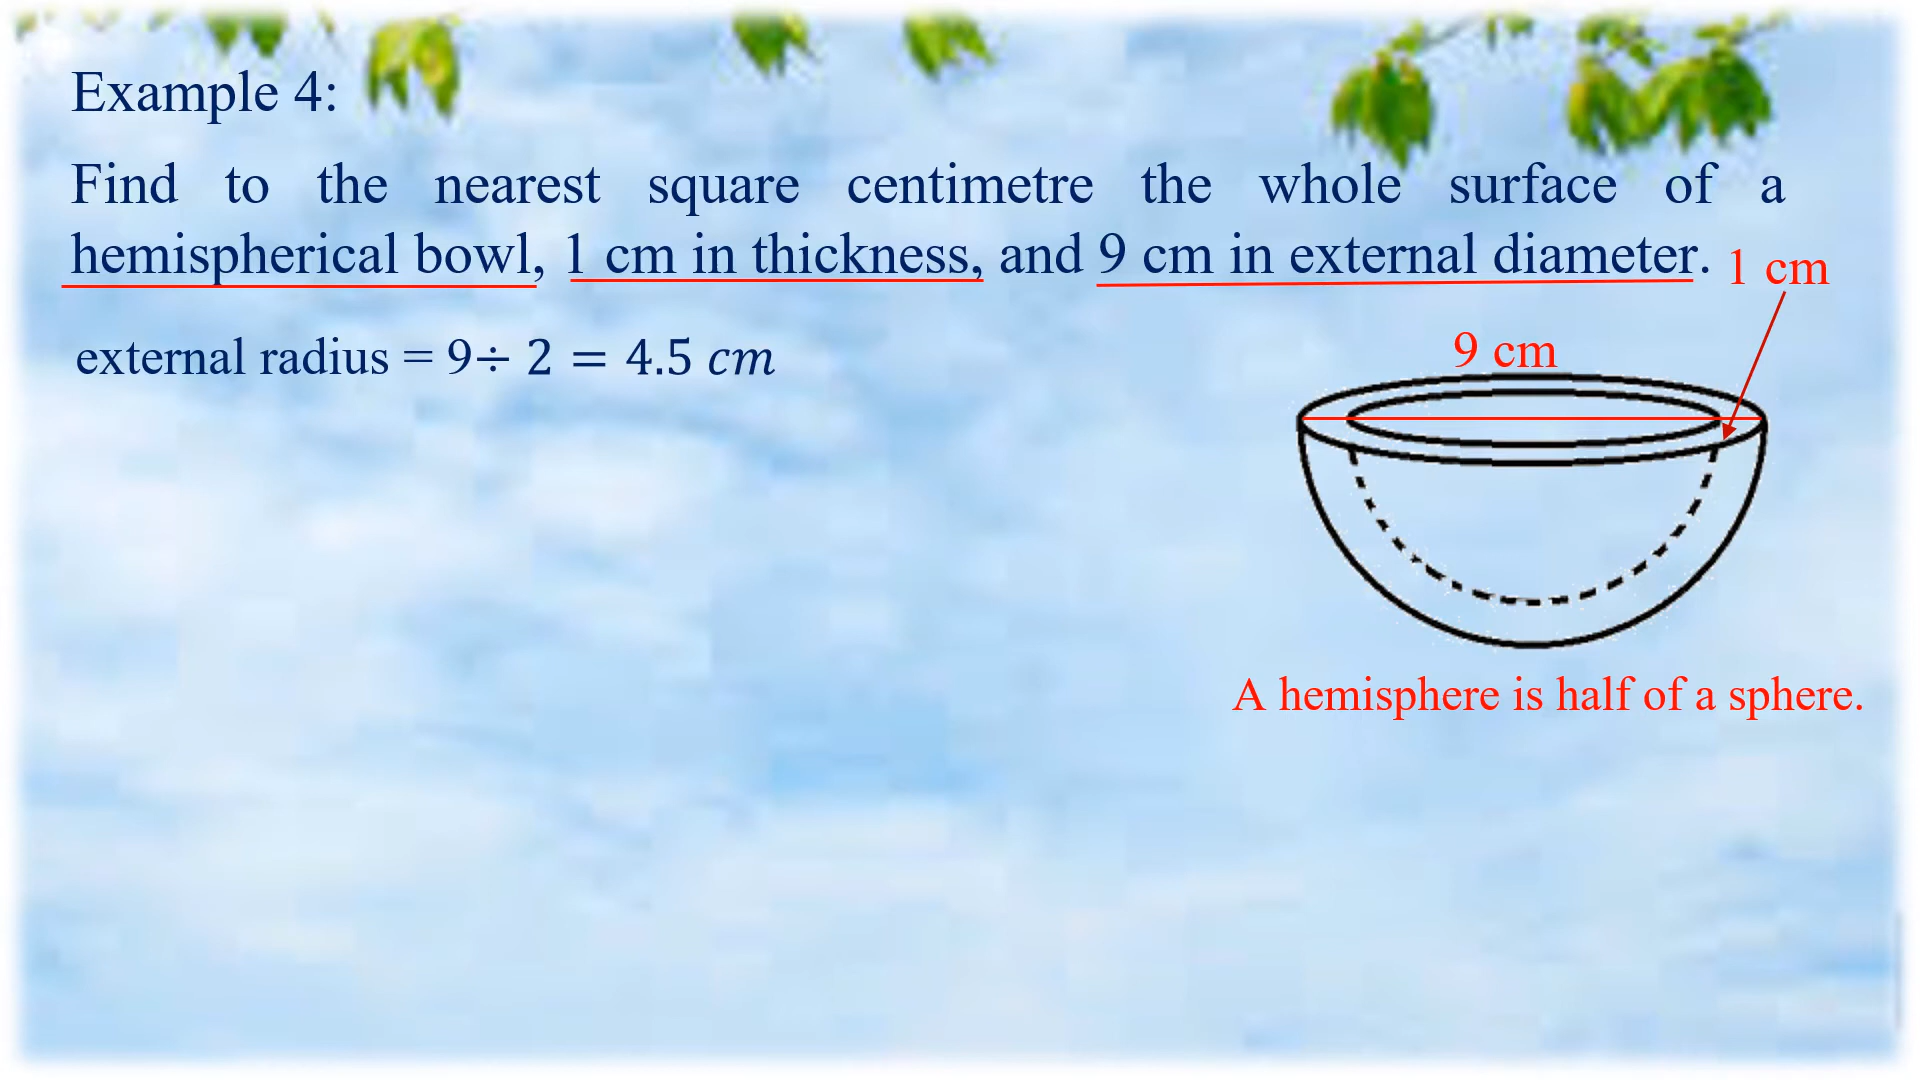 Example 4:
Find to the nearest square centimetre the whole surface of a
hemispherical bowl, 1 cm in thickness, and 9 cm in external diameter.
1 cm
external radius = 9÷ 2 = 4.5 cm
9 cm
A hemisphere is half of a sphere.